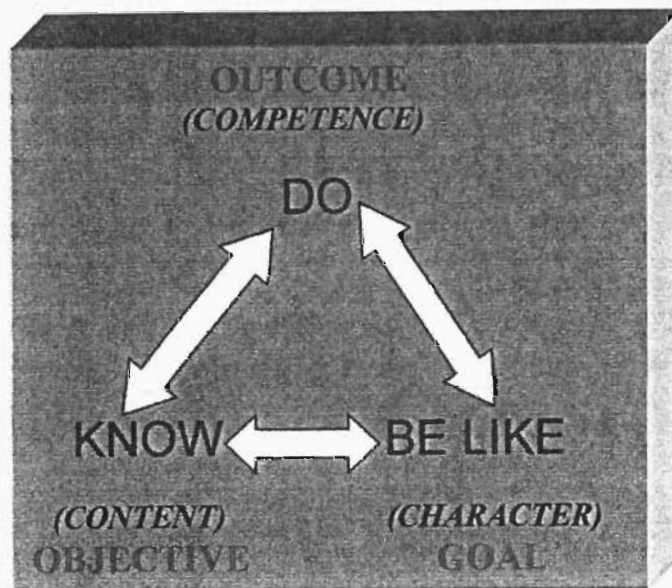 OUTCOME
(COMPETENCE)
DO
KNOW BE LIKE
(CONTENT) (CHARACTER)
OBJECTIVE GOAL